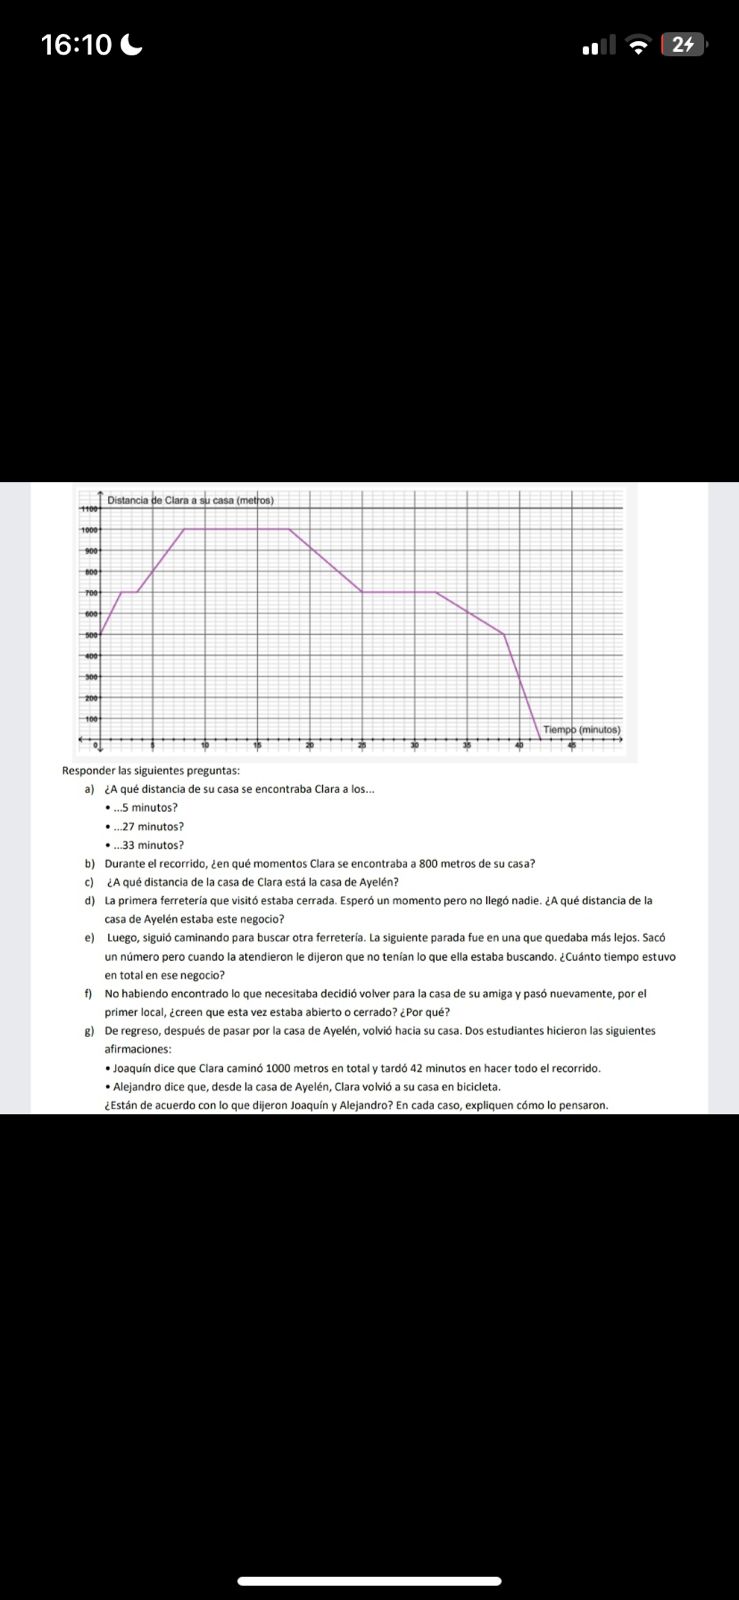 16:10
24
Distancia de Clara a su casa (metros)
1100
1000
900
800
700
600
500
400
300
200
100
Tiempo (minutos)
0 5 10 15 20 25 30 35 40 45
Responder las siguientes preguntas:
a) ¿A qué distancia de su casa se encontraba Clara a los...
• ...5 minutos?
• ...27 minutos?
• ...33 minutos?
b) Durante el recorrido, ¿en qué momentos Clara se encontraba a 800 metros de su casa?
c) ¿A qué distancia de la casa de Clara está la casa de Ayelén?
d) La primera ferretería que visitó estaba cerrada. Esperó un momento pero no llegó nadie. ¿A qué distancia de la
casa de Ayelén estaba este negocio?
e) Luego, siguió caminando para buscar otra ferretería. La siguiente parada fue en una que quedaba más lejos. Sacó
un número pero cuando la atendieron le dijeron que no tenían lo que ella estaba buscando. ¿Cuánto tiempo estuvo
en total en ese negocio?
f) No habiendo encontrado lo que necesitaba decidió volver para la casa de su amiga y pasó nuevamente, por el
primer local, ¿creen que esta vez estaba abierto o cerrado? ¿Por qué?
g) De regreso, después de pasar por la casa de Ayelén, volvió hacia su casa. Dos estudiantes hicieron las siguientes
afirmaciones:
• Joaquín dice que Clara caminó 1000 metros en total y tardó 42 minutos en hacer todo el recorrido.
• Alejandro dice que, desde la casa de Ayelén, Clara volvió a su casa en bicicleta.
¿Están de acuerdo con lo que dijeron Joaquín y Alejandro? En cada caso, expliquen cómo lo pensaron.